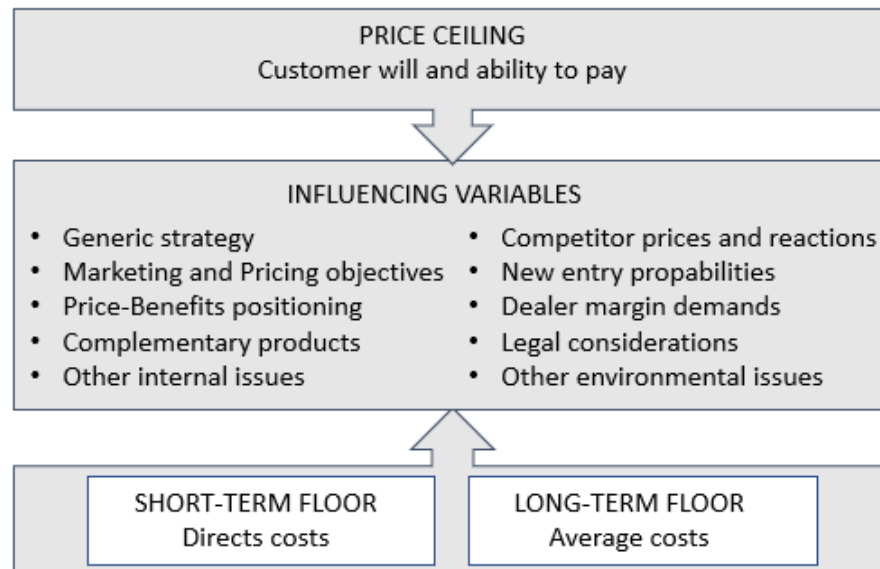 PRICE CEILING
Customer will and ability to pay
INFLUENCING VARIABLES
• Generic strategy
• Marketing and Pricing objectives
• Price-Benefits positioning
• Complementary products
• Other internal issues
• Competitor prices and reactions
• New entry propabilities
• Dealer margin demands
• Legal considerations
• Other environmental issues
SHORT-TERM FLOOR
Directs costs
LONG-TERM FLOOR
Average costs